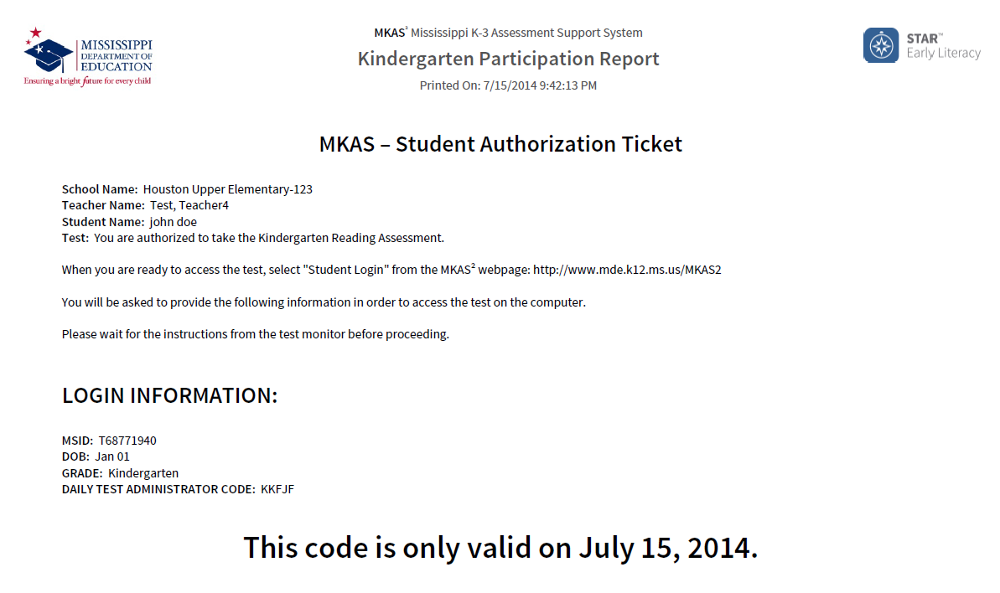 MISSISSIPPI
DEPARTMENT OF
EDUCATION
Ensuring a bright future for every child
MKAS² Mississippi K-3 Assessment Support System
Kindergarten Participation Report
Printed On: 7/15/2014 9:42:13 PM
STAR™
Early Literacy
MKAS – Student Authorization Ticket
School Name: Houston Upper Elementary-123
Teacher Name: Test, Teacher4
Student Name: john doe
Test: You are authorized to take the Kindergarten Reading Assessment.
When you are ready to access the test, select "Student Login" from the MKAS² webpage: http://www.mde.k12.ms.us/MKAS2
You will be asked to provide the following information in order to access the test on the computer.
Please wait for the instructions from the test monitor before proceeding.
LOGIN INFORMATION:
MSID: T68771940
DOB: Jan 01
GRADE: Kindergarten
DAILY TEST ADMINISTRATOR CODE: KKFJF
This code is only valid on July 15, 2014.